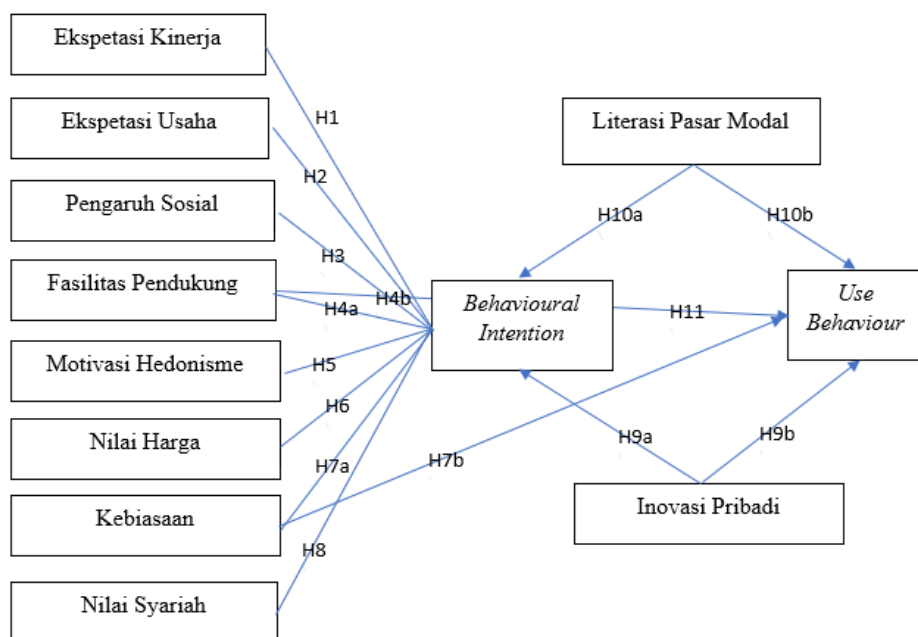 Ekspetasi Kinerja
Ekspetasi Usaha
Pengaruh Sosial
Fasilitas Pendukung
Motivasi Hedonisme
Nilai Harga
Kebiasaan
Nilai Syariah
H1
H2
H3
H4b
H4a
H5
H6
H7a
H7b
H8
Literasi Pasar Modal
H10a
H10b
Behavioural
Intention
H11
Use
Behaviour
H9a
H9b
Inovasi Pribadi